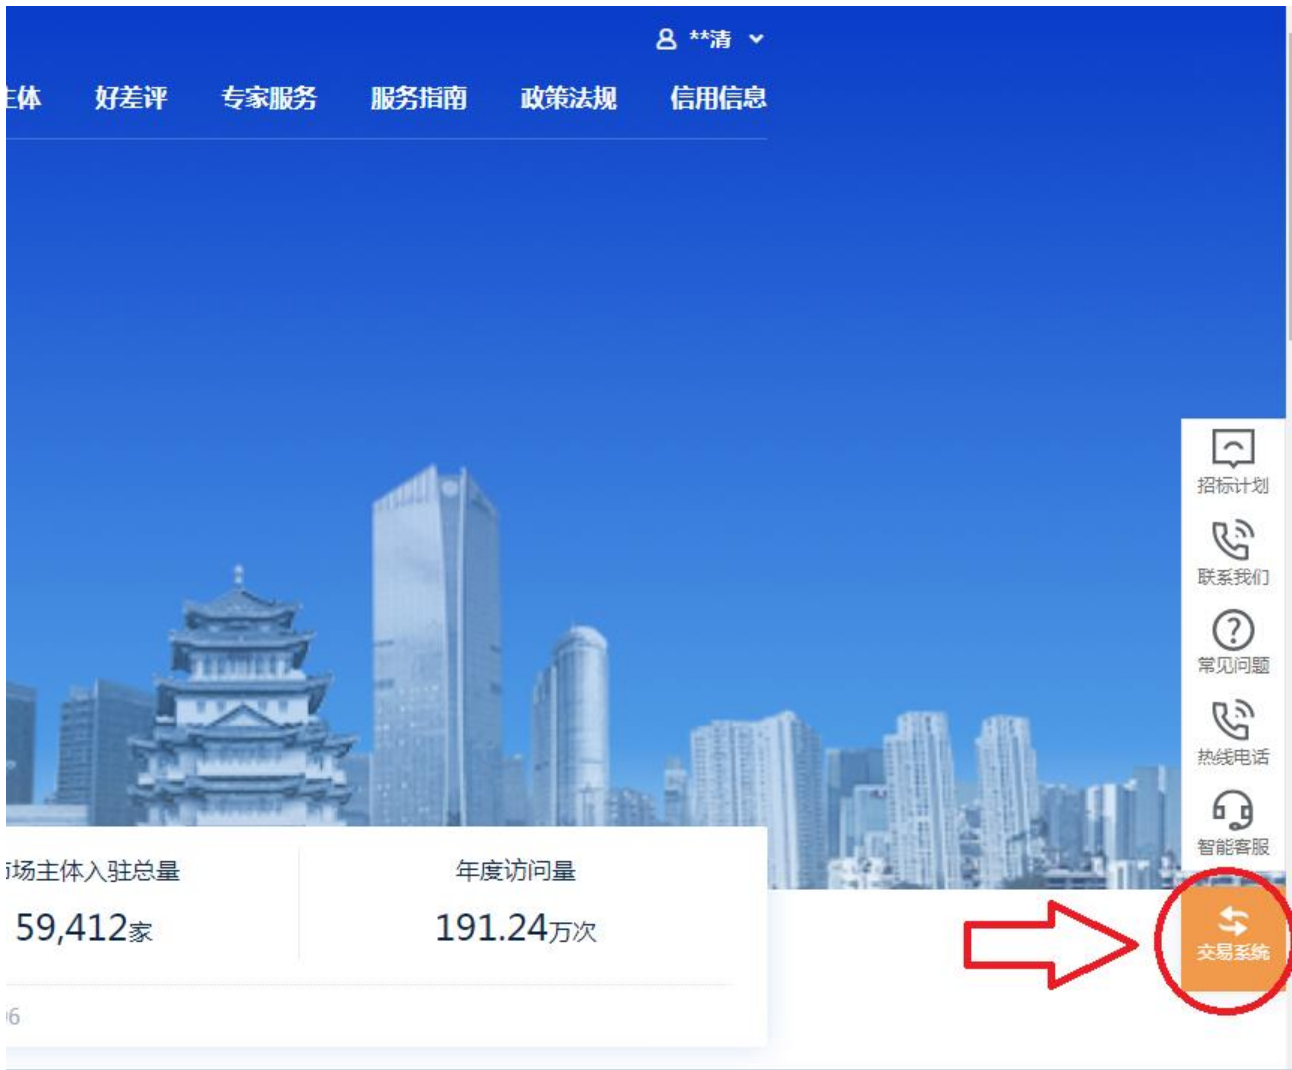 **清
主体 好差评 专家服务 服务指南 政策法规 信用信息
招标计划
联系我们
常见问题
热线电话
智能客服
交易系统
市场主体入驻总量
59,412家
年度访问量
191.24万次
06